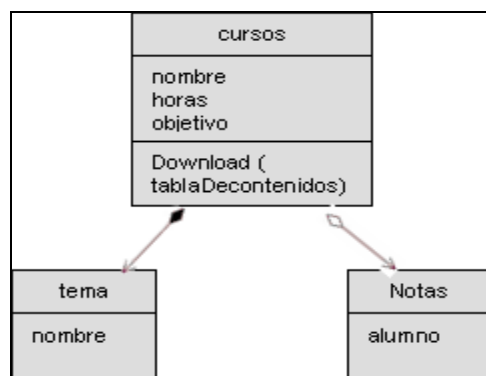 cursos
nombre
horas
objetivo
Download (
tablaDecontenidos)
tema
nombre
Notas
alumno